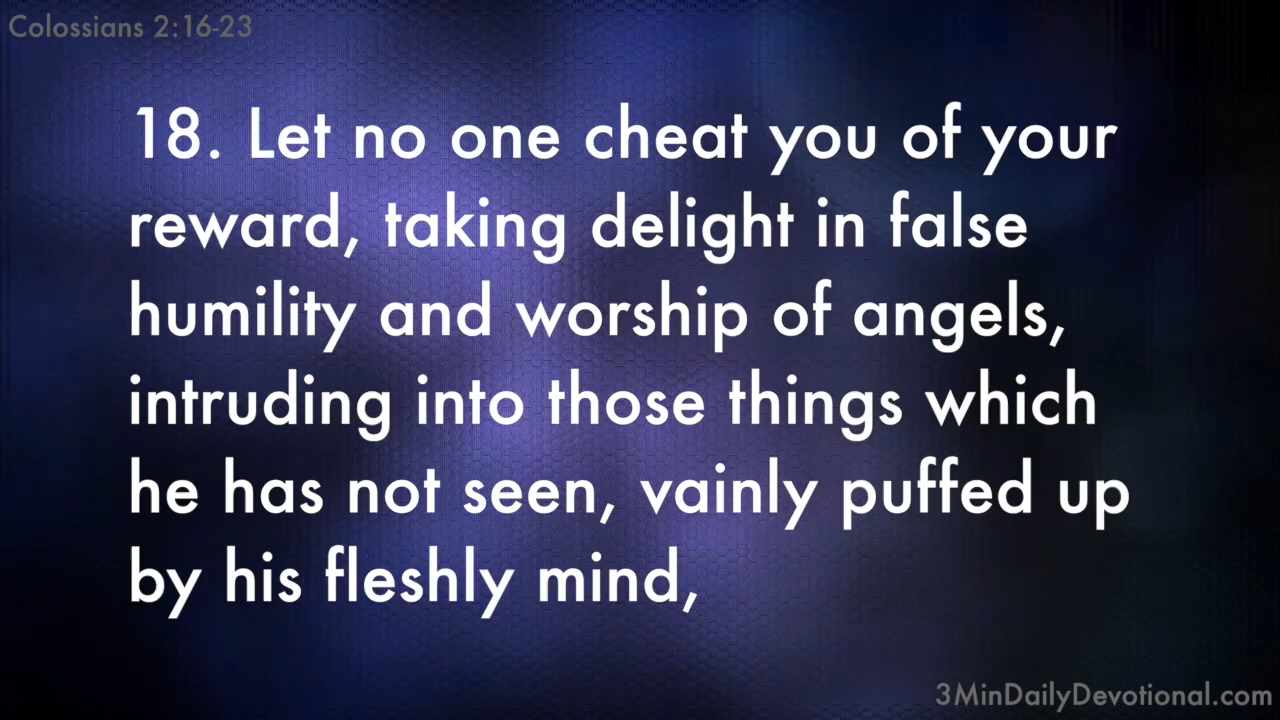 Colossians 2:16-23
18. Let no one cheat you of your
reward, taking delight in false
humility and worship of angels,
intruding into those things which
he has not seen, vainly puffed up
by his fleshly mind,
3MinDailyDevotional.com